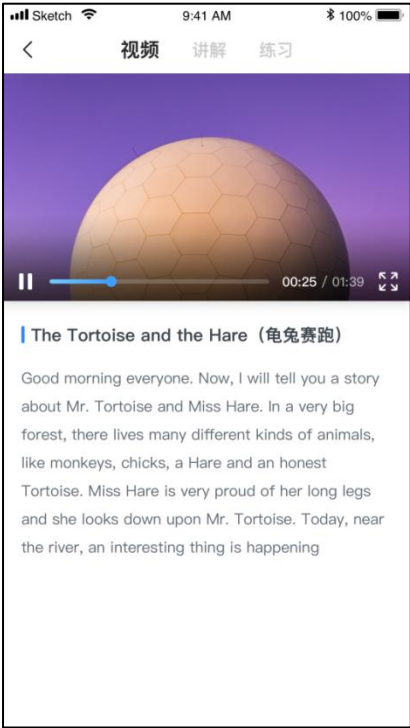 Sketch 9:41 AM 100%
视频 讲解 练习
00:25 / 01:39
The Tortoise and the Hare（龟兔赛跑）
Good morning everyone. Now, I will tell you a story
about Mr. Tortoise and Miss Hare. In a very big
forest, there lives many different kinds of animals,
like monkeys, chicks, a Hare and an honest
Tortoise. Miss Hare is very proud of her long legs
and she looks down upon Mr. Tortoise. Today, near
the river, an interesting thing is happening